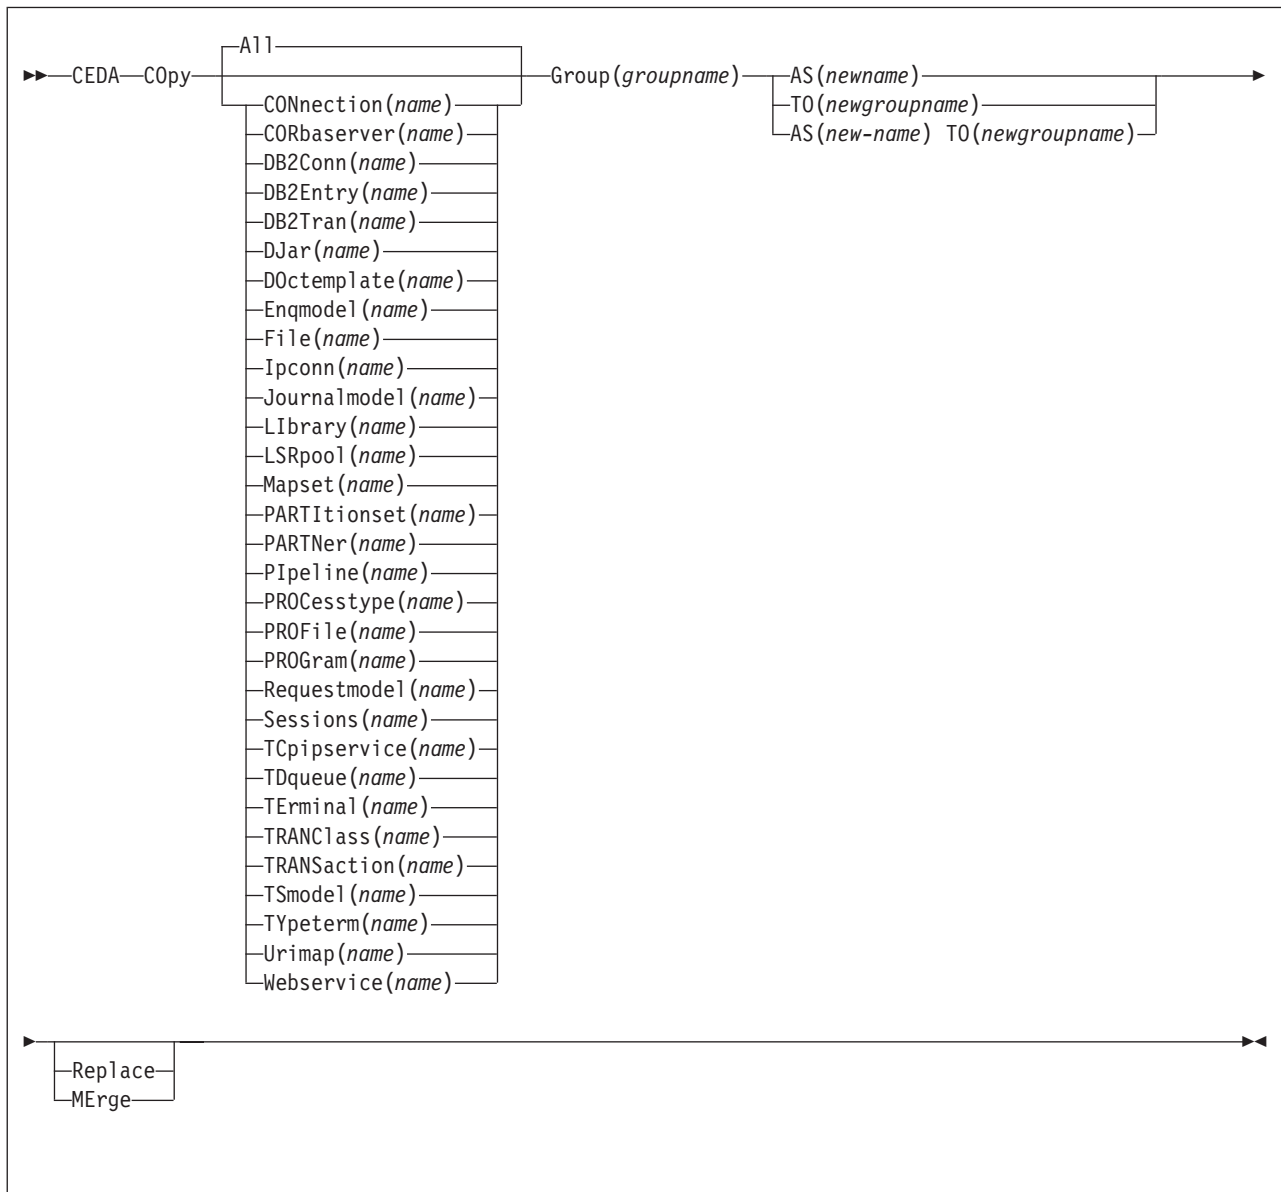 All
CEDA COpy Group(groupname) AS(newname)
CONnection(name) TO(newgroupname)
CORbaserver(name) AS(new-name) TO(newgroupname)
DB2Conn(name)
DB2Entry(name)
DB2Tran(name)
DJar(name)
DOctemplate(name)
Enqmodel(name)
File(name)
Ipconn(name)
Journalmodel(name)
LIbrary(name)
LSRpool(name)
Mapset(name)
PARTItionset(name)
PARTNer(name)
PIpeline(name)
PROCesstype(name)
PROFile(name)
PROGram(name)
Requestmodel(name)
Sessions(name)
TCpipservice(name)
TDqueue(name)
TErminal(name)
TRANClass(name)
TRANSaction(name)
TSmodel(name)
TYpeterm(name)
Urimap(name)
Webservice(name)
Replace
MErge